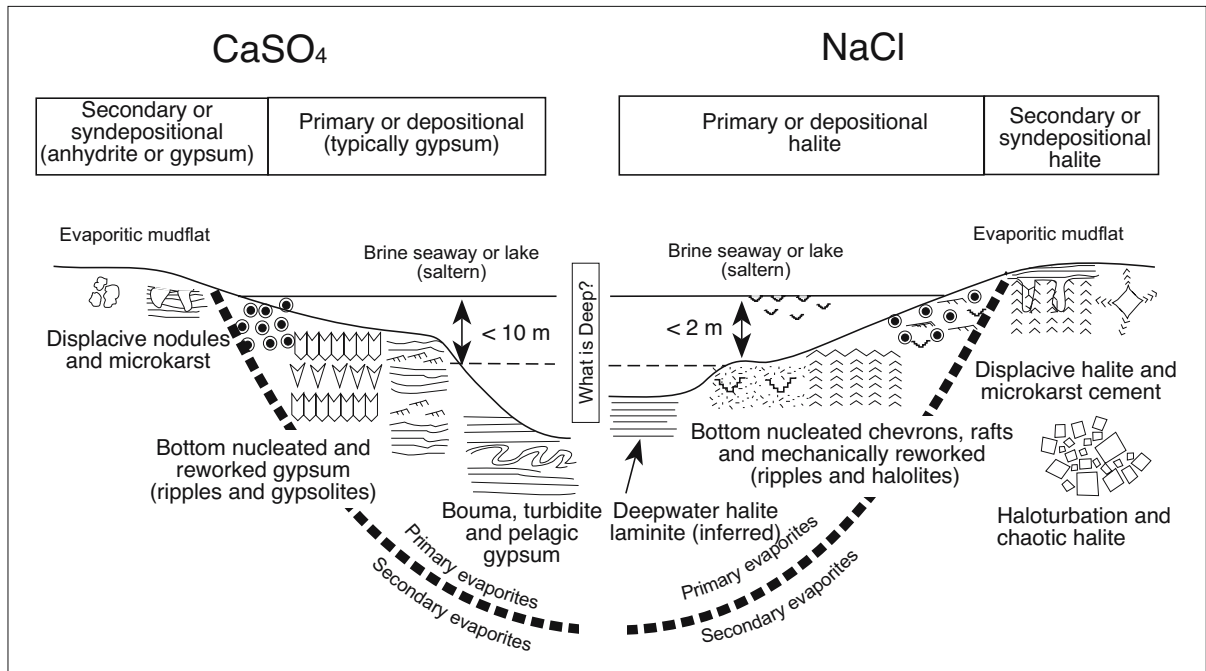 CaSO4
NaCl
Secondary or
syndepositional
(anhydrite or gypsum)
Primary or depositional
(typically gypsum)
Primary or depositional
halite
Secondary or
syndepositional
halite
Evaporitic mudflat
Brine seaway or lake
(saltern)
What is Deep?
Brine seaway or lake
(saltern)
Evaporitic mudflat
< 10 m
< 2 m
Displacive nodules
and microkarst
Displacive halite and
microkarst cement
Bottom nucleated and
reworked gypsum
(ripples and gypsolites)
Bottom nucleated chevrons, rafts
and mechanically reworked
(ripples and halolites)
Bouma, turbidite
and pelagic
gypsum
Deepwater halite
laminite (inferred)
Haloturbation and
chaotic halite
Primary evaporites
Secondary evaporites
Primary evaporites
Secondary evaporites